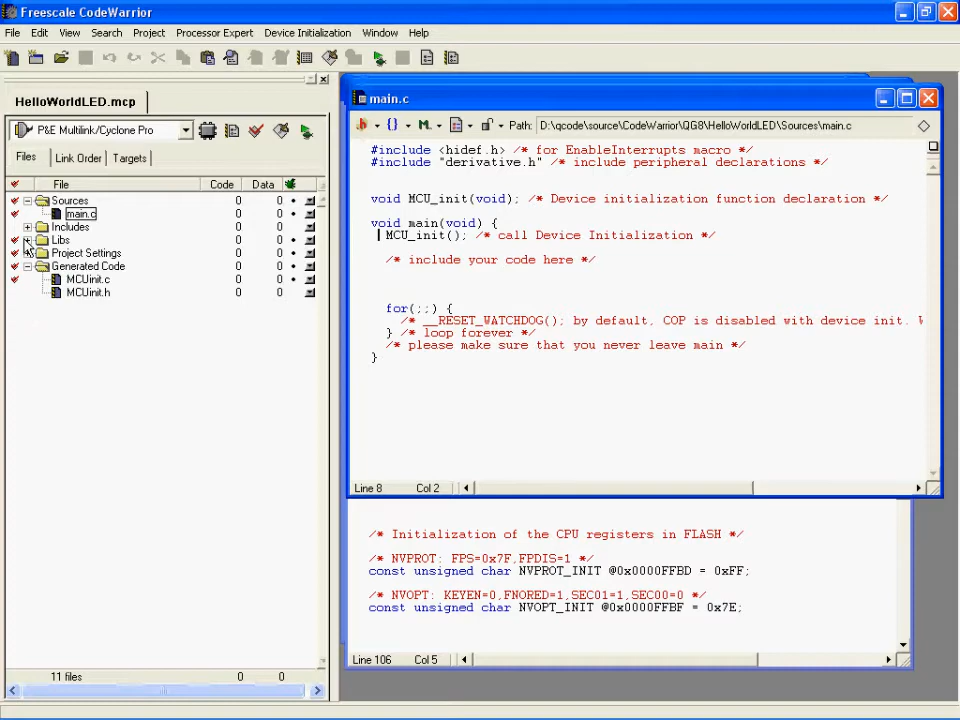 Freescale CodeWarrior
File Edit View Search Project Processor Expert Device Initialization Window Help
HelloWorldLED.mcp
P&E Multilink/Cyclone Pro
Files Link Order Targets
File Code Data
Sources 0 0
main.c 0 0
Includes 0 0
Libs 0 0
Project Settings 0 0
Generated Code 0 0
MCUinit.c 0 0
MCUinit.h 0 0
11 files 0 0
main.c
Path: D:\qcode\source\CodeWarrior\QG8\HelloWorldLED\Sources\main.c
#include <hidef.h> /* for EnableInterrupts macro */
#include "derivative.h" /* include peripheral declarations */
void MCU_init(void); /* Device initialization function declaration */
void main(void) {
MCU_init(); /* call Device Initialization */
/* include your code here */
for(;;) {
/* __RESET_WATCHDOG(); by default, COP is disabled with device init. W
} /* loop forever */
/* please make sure that you never leave main */
}
Line 8 Col 2
/* Initialization of the CPU registers in FLASH */
/* NVPROT: FPS=0x7F,FPDIS=1 */
const unsigned char NVPROT_INIT @0x0000FFBD = 0xFF;
/* NVOPT: KEYEN=0,FNORED=1,SEC01=1,SEC00=0 */
const unsigned char NVOPT_INIT @0x0000FFBF = 0x7E;
Line 106 Col 5